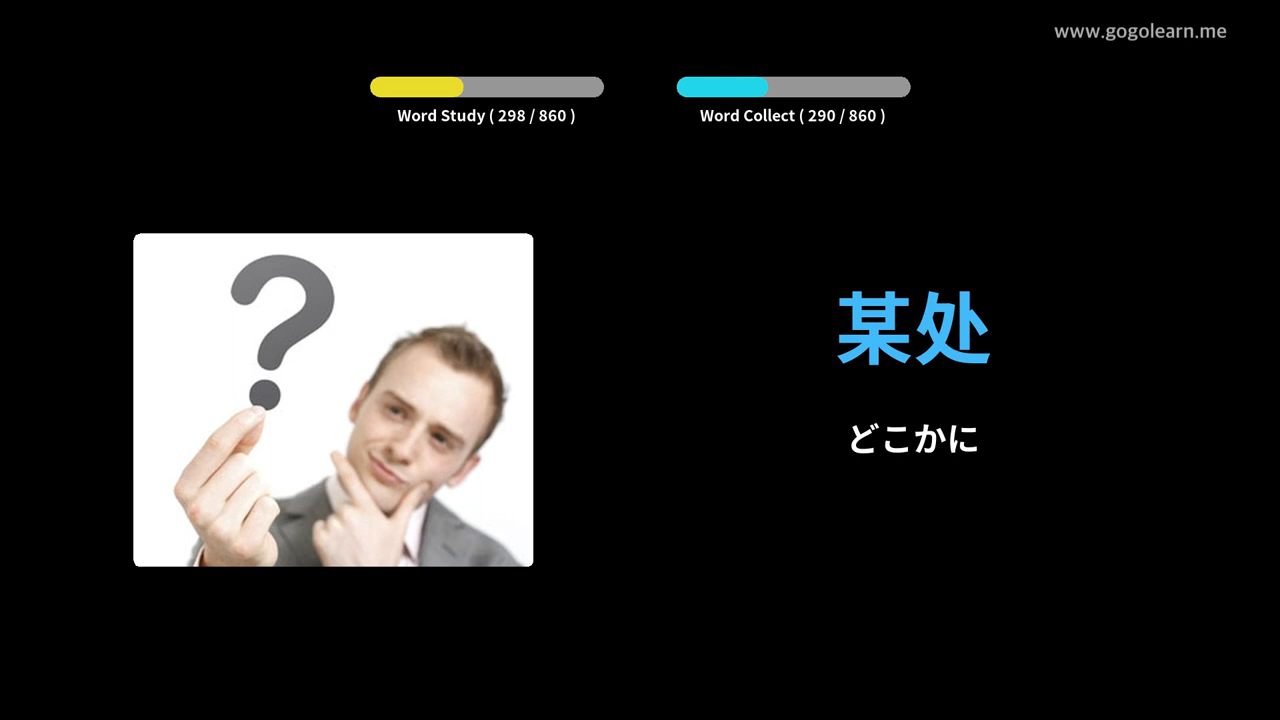 www.gogolearn.me
Word Study ( 298 / 860 )
Word Collect ( 290 / 860 )
?
某处
どこかに